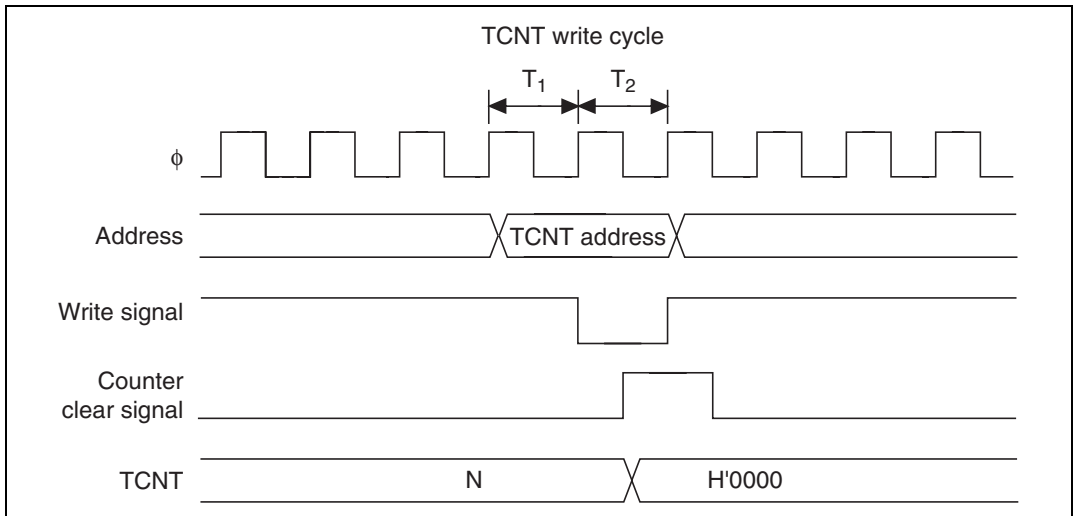 TCNT write cycle
T1 T2
ϕ
Address TCNT address
Write signal
Counter
clear signal
TCNT N H'0000